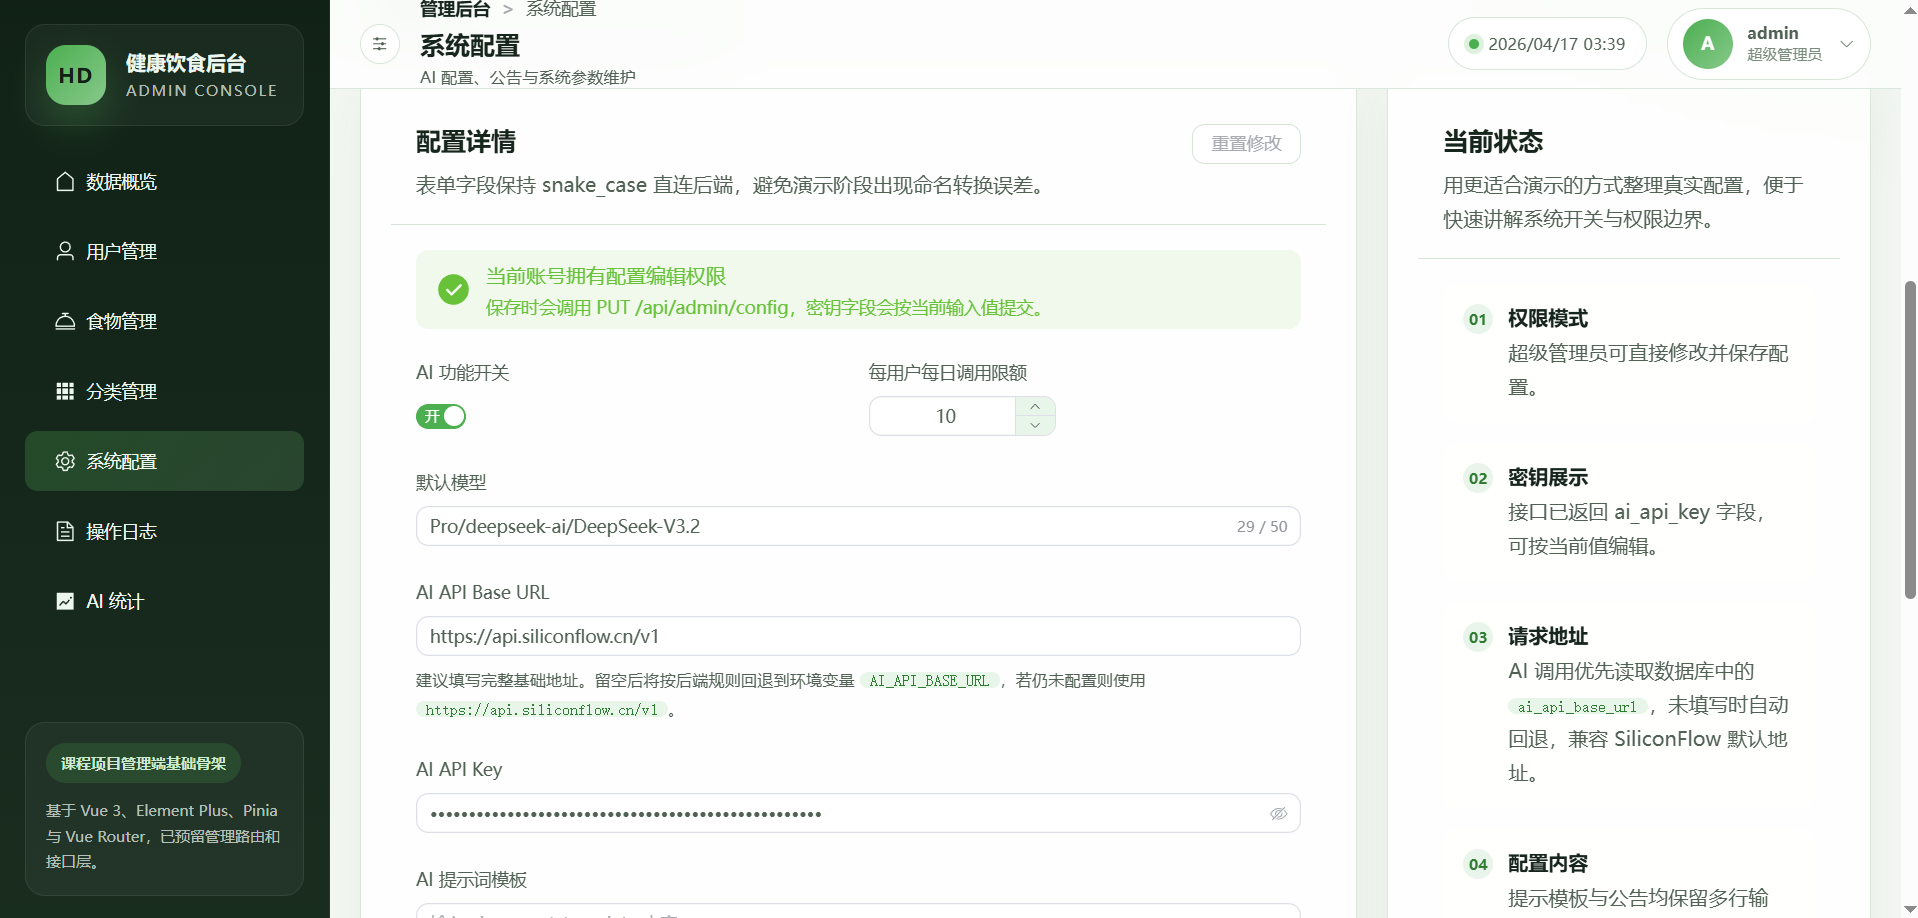 HD
健康饮食后台
ADMIN CONSOLE
数据概览
用户管理
食物管理
分类管理
系统配置
操作日志
AI 统计
课程项目管理端基础骨架
基于 Vue 3、Element Plus、Pinia
与 Vue Router，已预留管理路由和
接口层。
管理后台 > 系统配置
系统配置
AI 配置、公告与系统参数维护
2026/04/17 03:39
A
admin
超级管理员
配置详情
重置修改
表单字段保持 snake_case 直连后端，避免演示阶段出现命名转换误差。
当前账号拥有配置编辑权限
保存时会调用 PUT /api/admin/config，密钥字段会按当前输入值提交。
AI 功能开关
开
每用户每日调用限额
10
默认模型
Pro/deepseek-ai/DeepSeek-V3.2
29 / 50
AI API Base URL
https://api.siliconflow.cn/v1
建议填写完整基础地址。留空后将按后端规则回退到环境变量 AI_API_BASE_URL，若仍未配置则使用
https://api.siliconflow.cn/v1。
AI API Key
•••••••••••••••••••••••••••••••••••••••••••••••••••
AI 提示词模板
当前状态
用更适合演示的方式整理真实配置，便于
快速讲解系统开关与权限边界。
01
权限模式
超级管理员可直接修改并保存配
置。
02
密钥展示
接口已返回 ai_api_key 字段，
可按当前值编辑。
03
请求地址
AI 调用优先读取数据库中的
ai_api_base_url，未填写时自动
回退，兼容 SiliconFlow 默认地
址。
04
配置内容
提示模板与公告均保留多行输